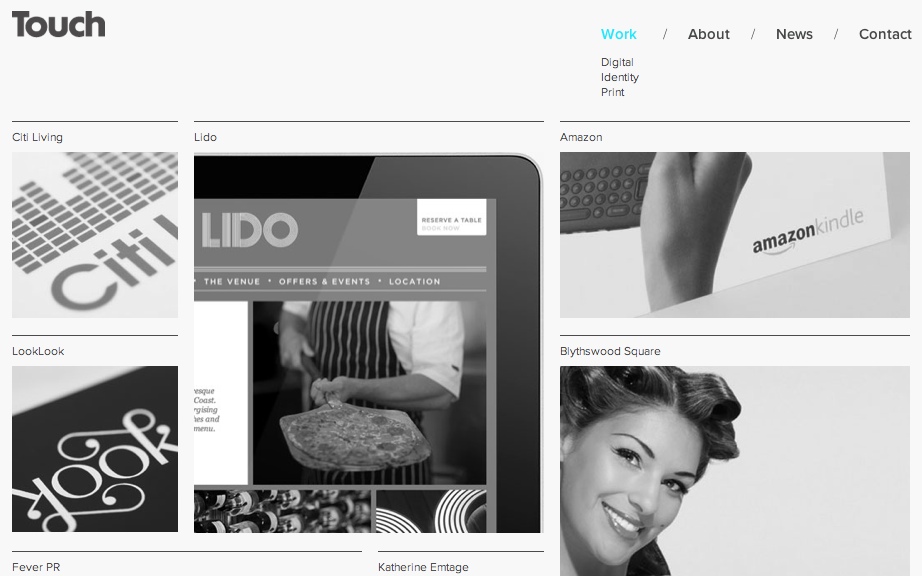 Touch
Work / About / News / Contact
Digital
Identity
Print
Citi Living
Lido
Amazon
Citi L
LIDO
RESERVE A TABLE
BOOK NOW
• THE VENUE • OFFERS & EVENTS • LOCATION
esque
Coast.
rgising
hes and
menu.
amazonkindle
LookLook
Blythswood Square
kook
Fever PR
Katherine Emtage